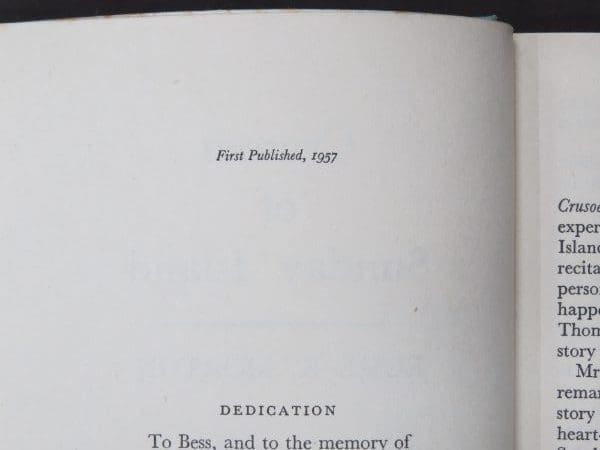 First Published, 1957
DEDICATION
To Bess, and to the memory of
Crusoe
exper
Island
recita
perso
happe
Thom
story
Mr
remar
story
heart-